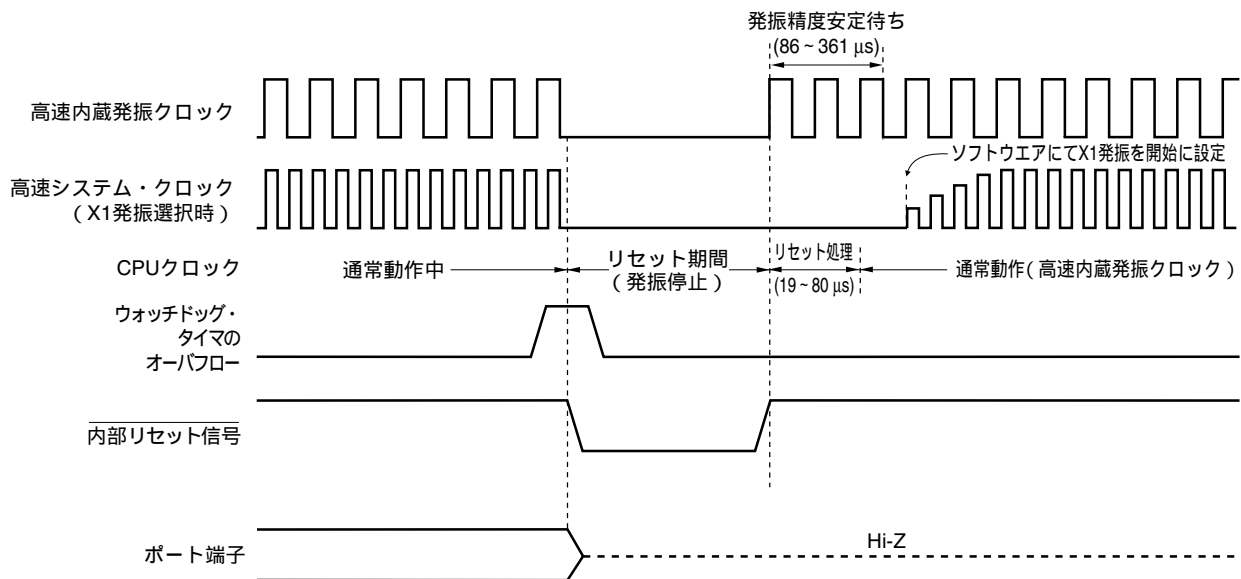 発振精度安定待ち
(86~361 μs)
高速内蔵発振クロック
ソフトウエアにてX1発振を開始に設定
高速システム・クロック
(X1発振選択時)
CPUクロック
通常動作中
リセット期間
(発振停止)
リセット処理
(19~80 μs)
通常動作(高速内蔵発振クロック)
ウォッチドッグ・
タイマの
オーバフロー
内部リセット信号
ポート端子
Hi-Z